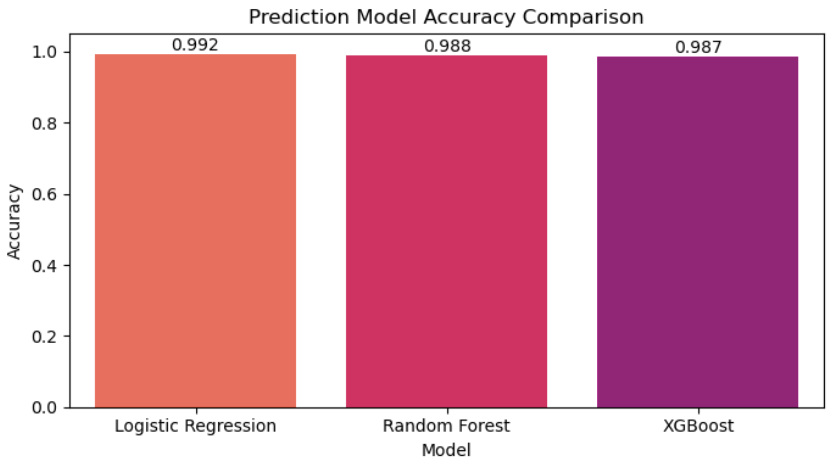 Prediction Model Accuracy Comparison
0.992 0.988 0.987
1.0
0.8
0.6
0.4
0.2
0.0
Accuracy
Logistic Regression Random Forest XGBoost
Model